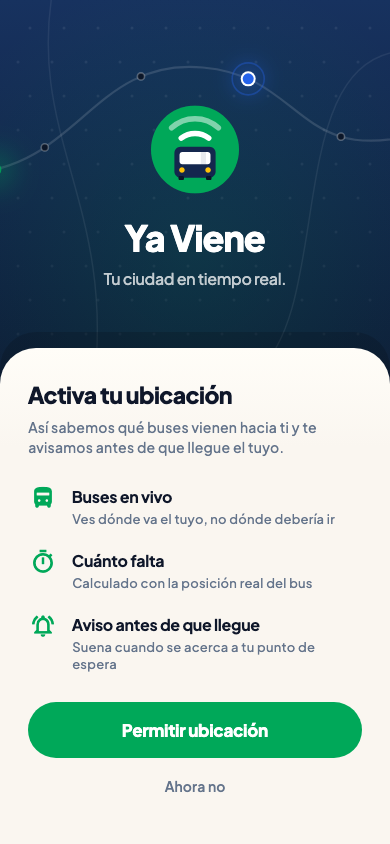 Ya Viene
Tu ciudad en tiempo real.
Activa tu ubicación
Así sabemos qué buses vienen hacia ti y te
avisamos antes de que llegue el tuyo.
Buses en vivo
Ves dónde va el tuyo, no dónde debería ir
Cuánto falta
Calculado con la posición real del bus
Aviso antes de que llegue
Suena cuando se acerca a tu punto de
espera
Permitir ubicación
Ahora no